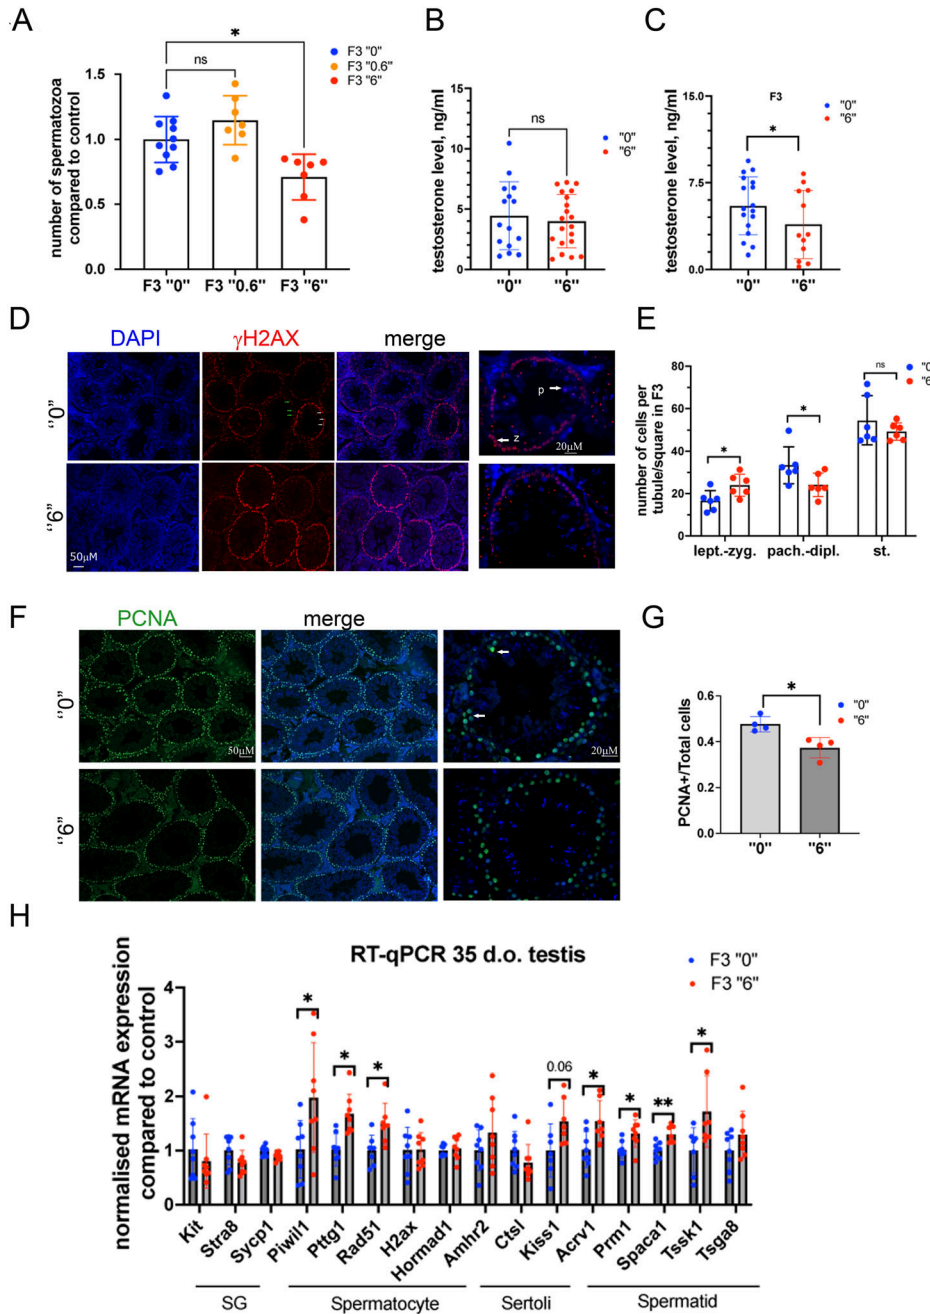 A
number of spermatozoa
compared to control
1.5
1.0
0.5
0.0
*
ns
F3 "0"
F3 "0.6"
F3 "6"
F3 "0" F3 "0.6" F3 "6"
B
testosterone level, ng/ml
15
10
5
0
ns
"0"
"6"
"0" "6"
C
testosterone level, ng/ml
15.0
7.5
0.0
F3
*
"0"
"6"
"0" "6"
D
DAPI γH2AX merge
"0"
"6"
p
z
20μM
50μM
E
number of cells per
tubule/square in F3
80
60
40
20
0
*
*
ns
"0
"6
lept.-zyg. pach.-dipl. st.
F
PCNA merge
"0"
"6"
50μM
20μM
G
PCNA+/Total cells
0.6
0.4
0.2
0.0
*
"0"
"6"
"0" "6"
H
RT-qPCR 35 d.o. testis
normalised mRNA expression
compared to control
4
3
2
1
0
F3 "0"
F3 "6"
* * * 0.06 * * ** *
Kit Stra8 Sycp1 Piwil1 Pttg1 Rad51 H2ax Hormad1 Amhr2 Ctsl Kiss1 Acrv1 Prm1 Spaca1 Tssk1 Tsga8
SG Spermatocyte Sertoli Spermatid